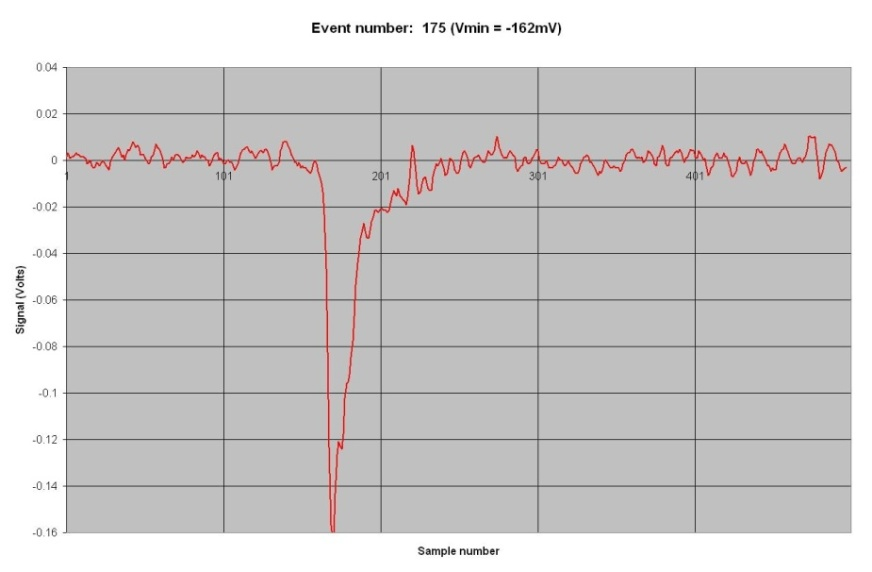 Event number: 175 (Vmin = -162mV)
0.04
0.02
0
1 101 201 301 401
-0.02
-0.04
-0.06
-0.08
-0.1
-0.12
-0.14
-0.16
Signal (Volts)
Sample number